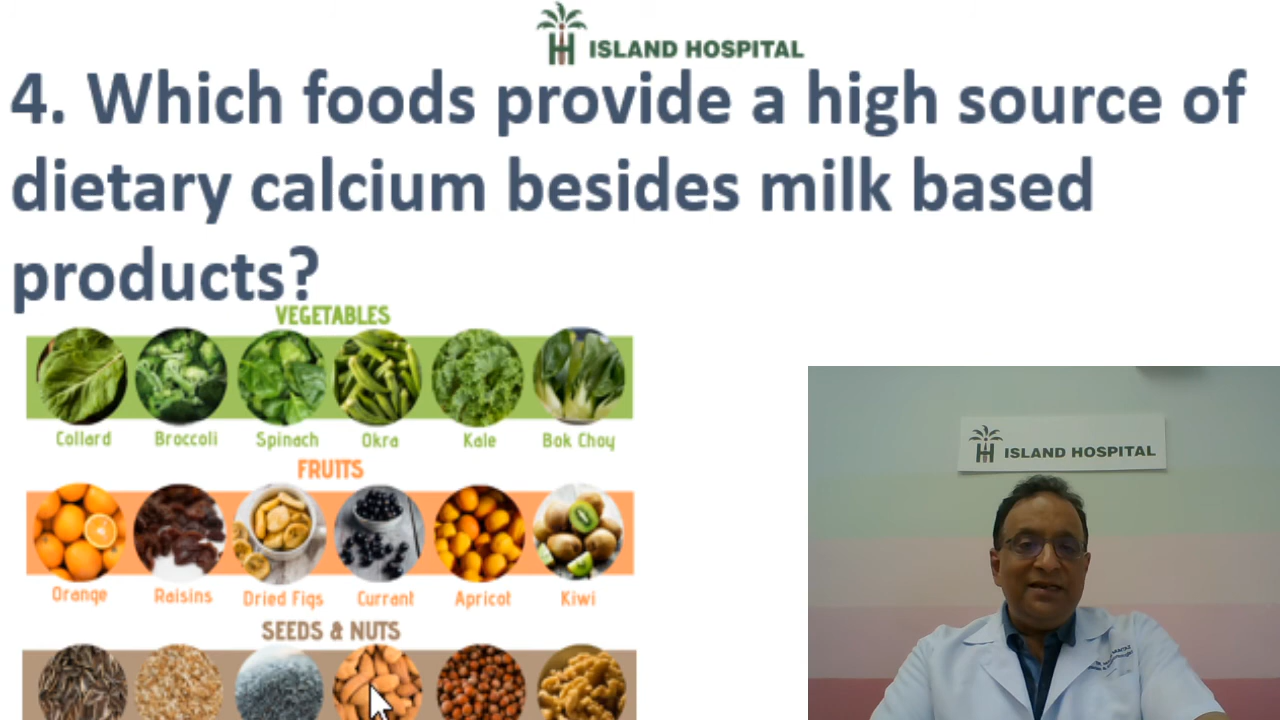 ISLAND HOSPITAL
4. Which foods provide a high source of
dietary calcium besides milk based
products?
VEGETABLES
Collard Broccoli Spinach Okra Kale Bok Choy
FRUITS
Orange Raisins Dried Figs Currant Apricot Kiwi
SEEDS & NUTS
ISLAND HOSPITAL